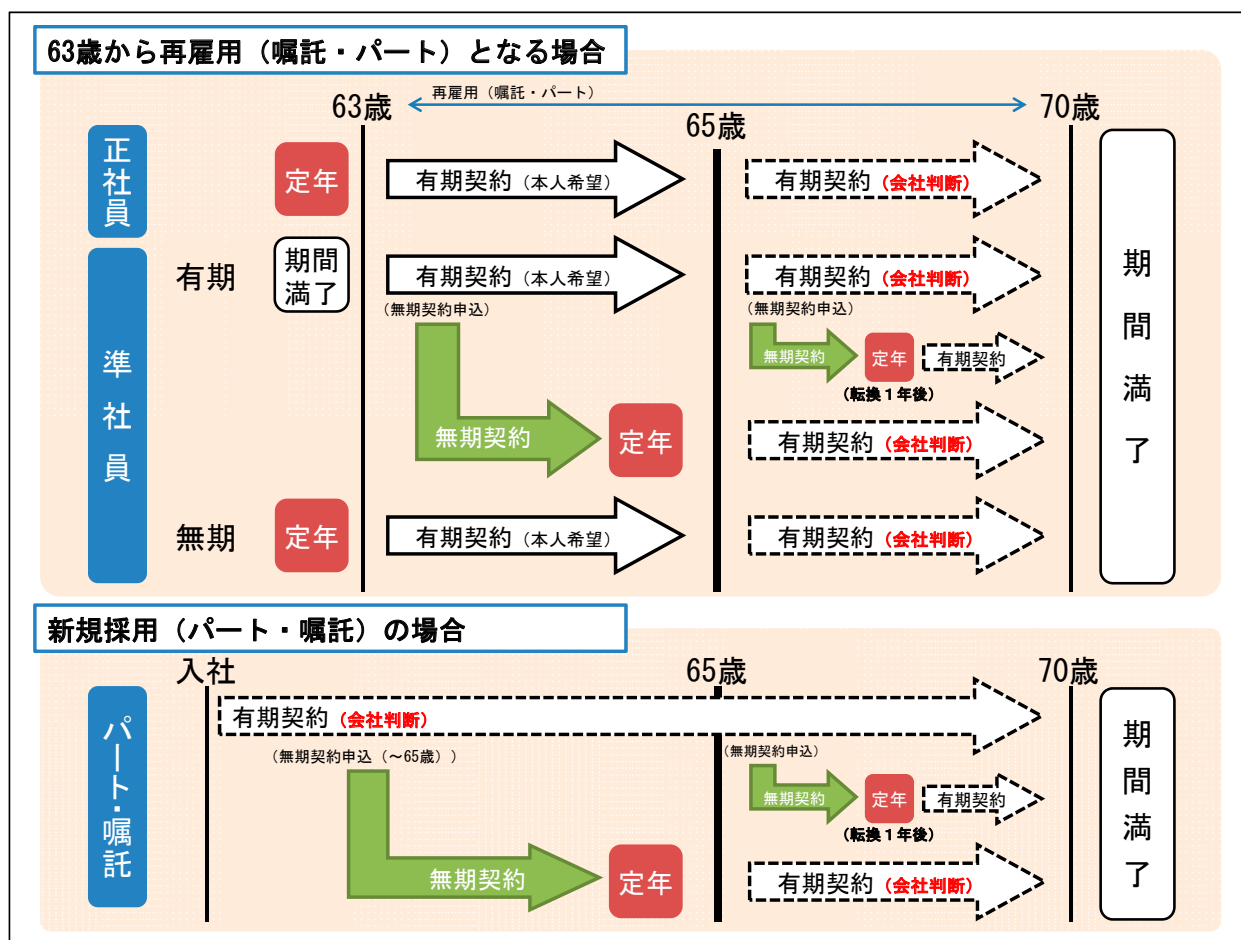 63歳から再雇用（嘱託・パート）となる場合
再雇用（嘱託・パート）
63歳
65歳
70歳
正社員
定年
有期契約（本人希望）
有期契約（会社判断）
準社員
有期
期間
満了
有期契約（本人希望）
有期契約（会社判断）
（無期契約申込）
（無期契約申込）
無期契約
定年
有期契約
（転換１年後）
無期契約
定年
有期契約（会社判断）
無期
定年
有期契約（本人希望）
有期契約（会社判断）
期間満了
新規採用（パート・嘱託）の場合
入社
65歳
70歳
パート・嘱託
有期契約（会社判断）
（無期契約申込（～65歳））
（無期契約申込）
無期契約
定年
有期契約
（転換１年後）
無期契約
定年
有期契約（会社判断）
期間満了